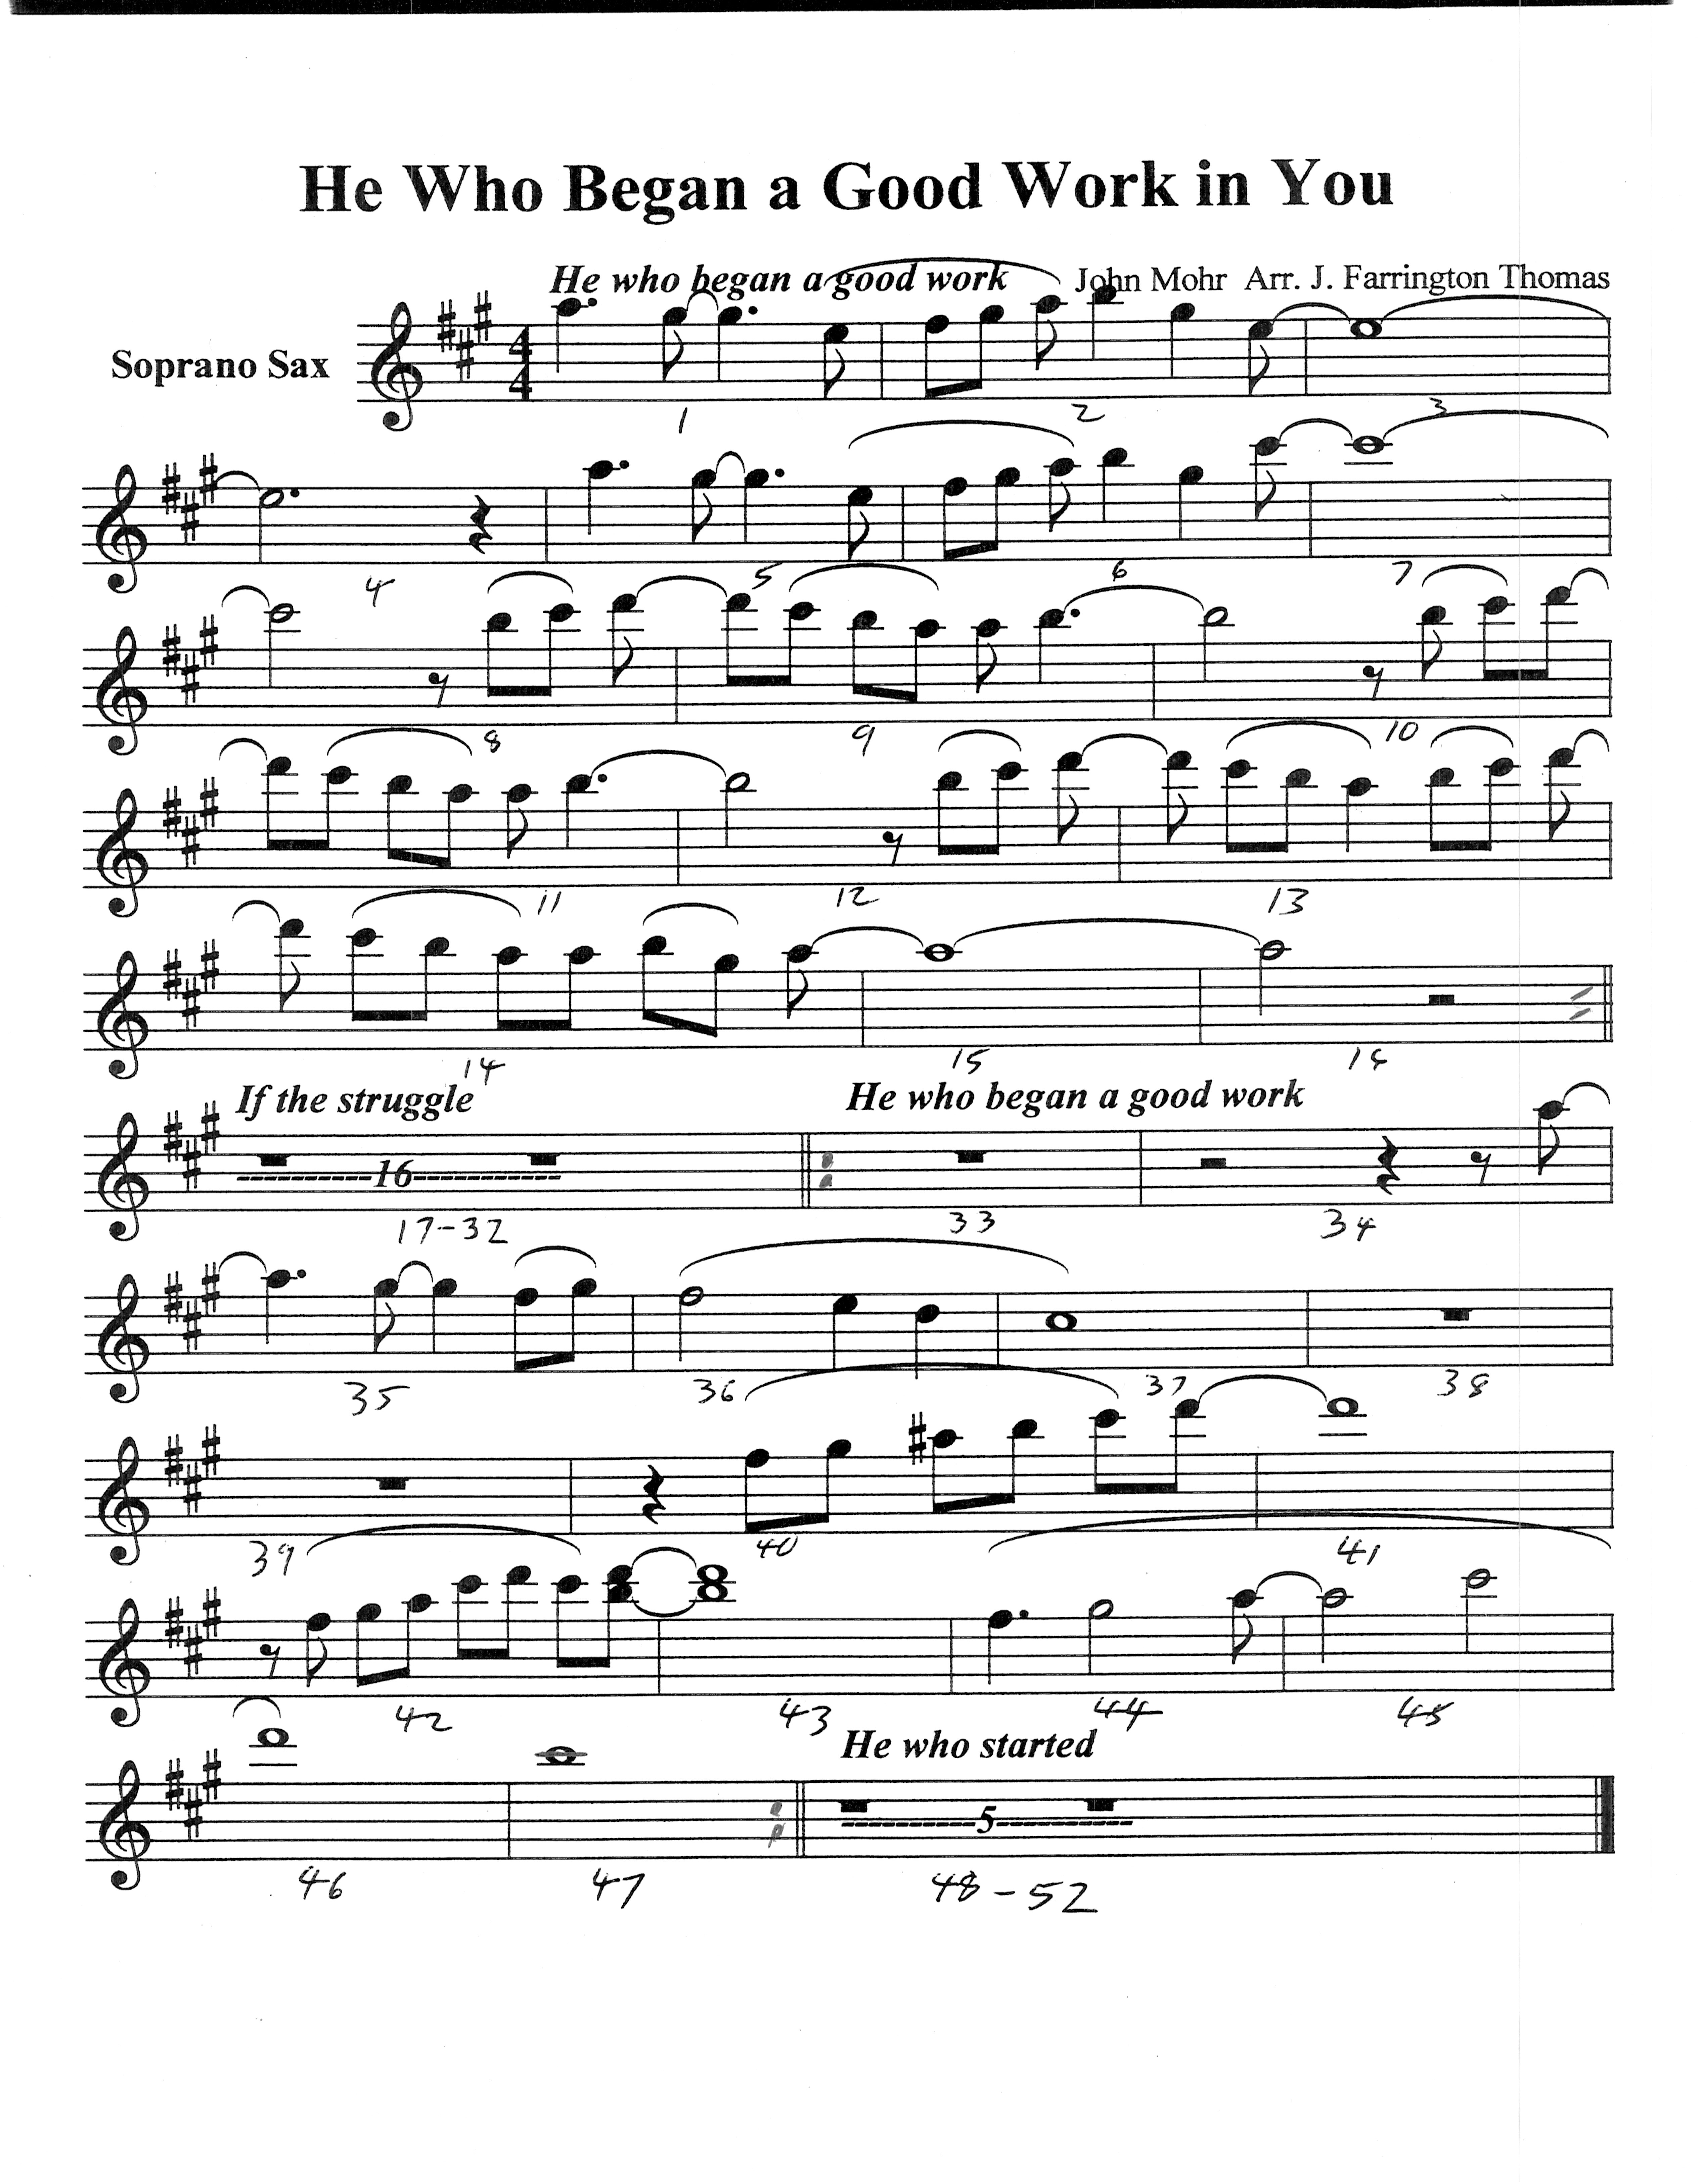 He Who Began a Good Work in You
He who began a good work
John Mohr Arr. J. Farrington Thomas
Soprano Sax
4
4
1 2 3
4 5 6 7
8 9 10
11 12 13
14 15 16
If the struggle
He who began a good work
----------16-----------
17-32 33 34
35 36 37 38
39 40 41
42 43 44 45
He who started
----------5----------
46 47 48-52